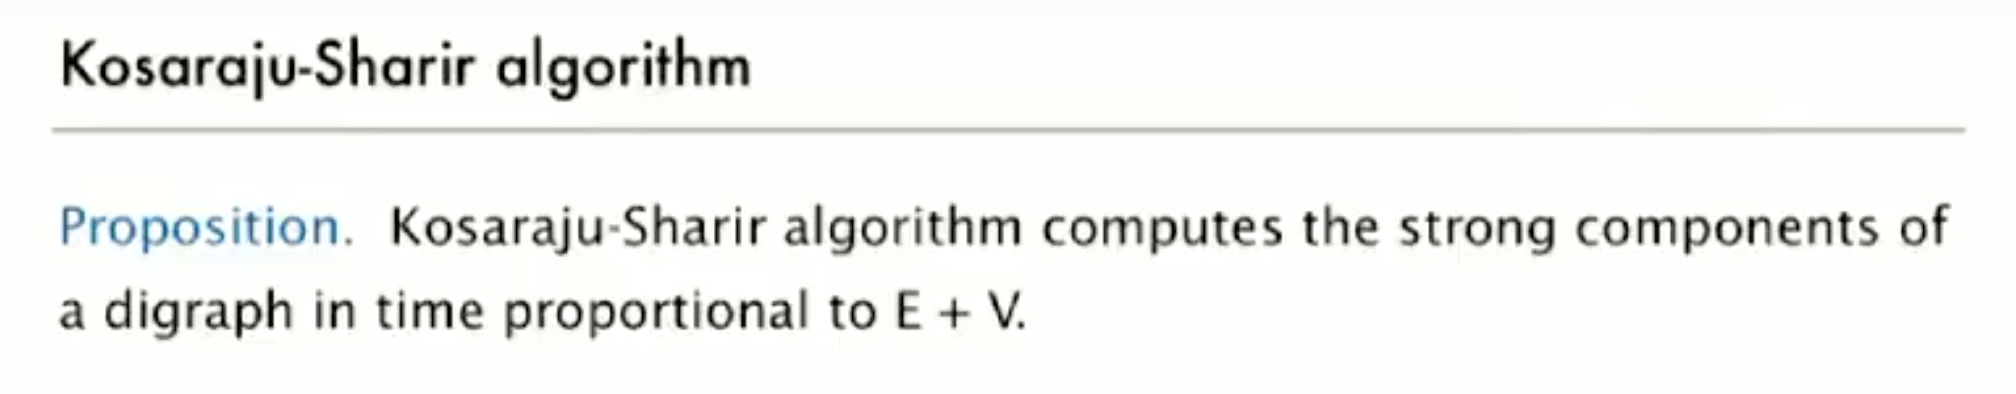 Kosaraju-Sharir algorithm
Proposition. Kosaraju-Sharir algorithm computes the strong components of
a digraph in time proportional to E + V.